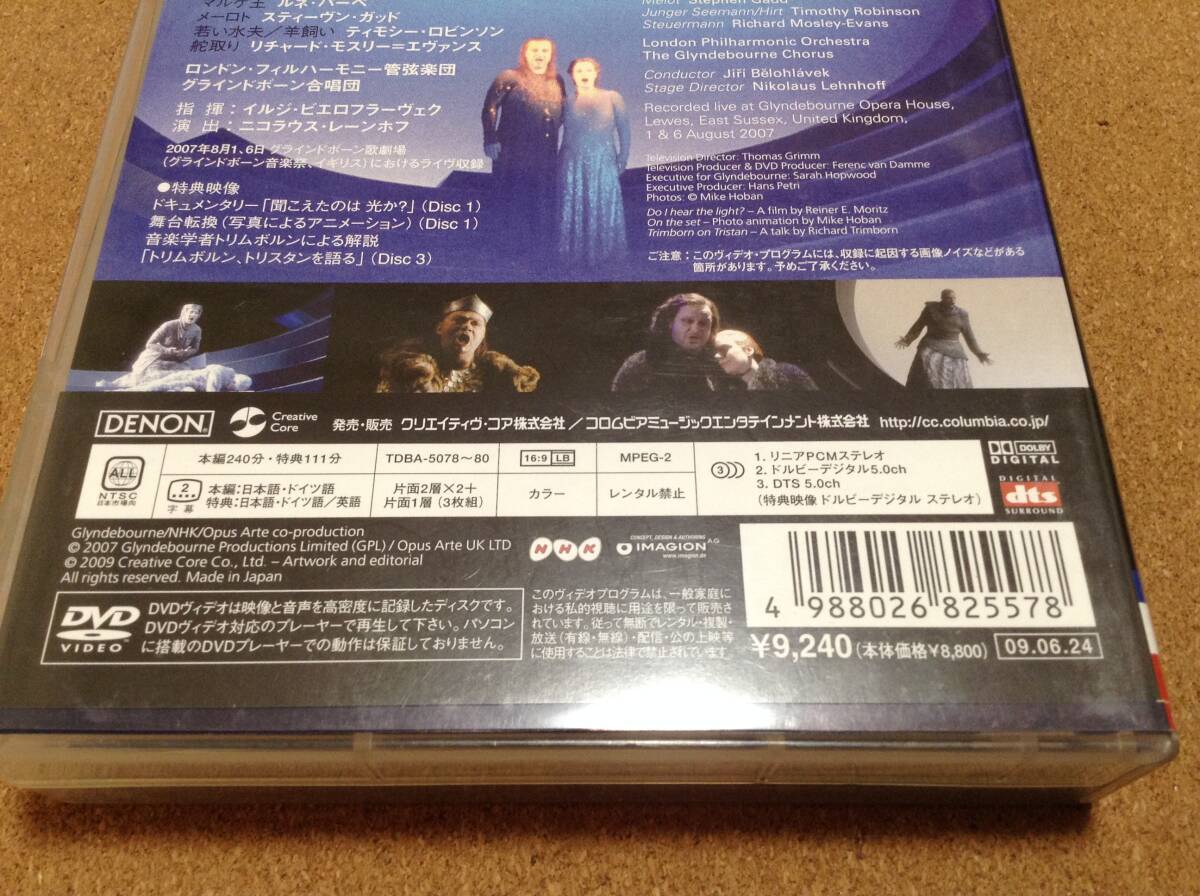 マルケ王 ルネ・パーペ
メーロト スティーヴン・ガッド
若い水夫／羊飼い ティモシー・ロビンソン
舵取り リチャード・モスリー＝エヴァンス
ロンドン・フィルハーモニー管弦楽団
グラインドボーン合唱団
指 揮：イルジ・ビエロフラーヴェク
演 出：ニコラウス・レーンホフ
2007年8月1、6日 グラインドボーン歌劇場
（グラインドボーン音楽祭、イギリス）におけるライヴ収録
●特典映像
ドキュメンタリー「聞こえたのは 光か？」（Disc 1）
舞台転換（写真によるアニメーション）（Disc 1）
音楽学者トリムボルンによる解説
「トリムボルン、トリスタンを語る」（Disc 3）
Melot Stephen Gadd
Junger Seemann/Hirt Timothy Robinson
Steuermann Richard Mosley-Evans
London Philharmonic Orchestra
The Glyndebourne Chorus
Conductor Jiří Bělohlávek
Stage Director Nikolaus Lehnhoff
Recorded live at Glyndebourne Opera House,
Lewes, East Sussex, United Kingdom,
1 & 6 August 2007
Television Director: Thomas Grimm
Television Producer & DVD Producer: Ferenc van Damme
Executive for Glyndebourne: Sarah Hopwood
Executive Producer: Hans Petri
Photos: © Mike Hoban
Do I hear the light? – A film by Reiner E. Moritz
On the set – Photo animation by Mike Hoban
Trimborn on Tristan – A talk by Richard Trimborn
ご注意：このヴィデオ・プログラムには、収録に起因する画像ノイズなどがある
箇所があります。予めご了承ください。
DENON
Creative
Core
発売・販売 クリエイティヴ・コア株式会社／コロムビアミュージックエンタテインメント株式会社 http://cc.columbia.co.jp/
ALL
NTSC
日本市場向
本編240分・特典111分
TDBA-5078～80
16:9 LB
MPEG-2
2
字 幕
本編：日本語・ドイツ語
特典：日本語・ドイツ語／英語
片面2層×2＋
片面1層（3枚組）
カラー
レンタル禁止
3
1. リニアPCMステレオ
2. ドルビーデジタル5.0ch
3. DTS 5.0ch
（特典映像 ドルビーデジタル ステレオ）
DOLBY
DIGITAL
DIGITAL
dts
SURROUND
Glyndebourne/NHK/Opus Arte co-production
© 2007 Glyndebourne Productions Limited (GPL) / Opus Arte UK LTD
© 2009 Creative Core Co., Ltd. – Artwork and editorial
All rights reserved. Made in Japan
NHK
CONCEPT, DESIGN & AUTHORING
IMAGION AG
www.imagion.de
DVD
VIDEO
DVDヴィデオは映像と音声を高密度に記録したディスクです。
DVDヴィデオ対応のプレーヤーで再生して下さい。パソコン
に搭載のDVDプレーヤーでの動作は保証しておりません。
このヴィデオプログラムは、一般家庭に
おける私的視聴に用途を限って販売さ
れています。従って無断でレンタル・複製・
放送（有線・無線）・配信・公の上映等
に使用することは法律で禁止されています。
4 988026 825578
￥9,240（本体価格￥8,800）
09.06.24